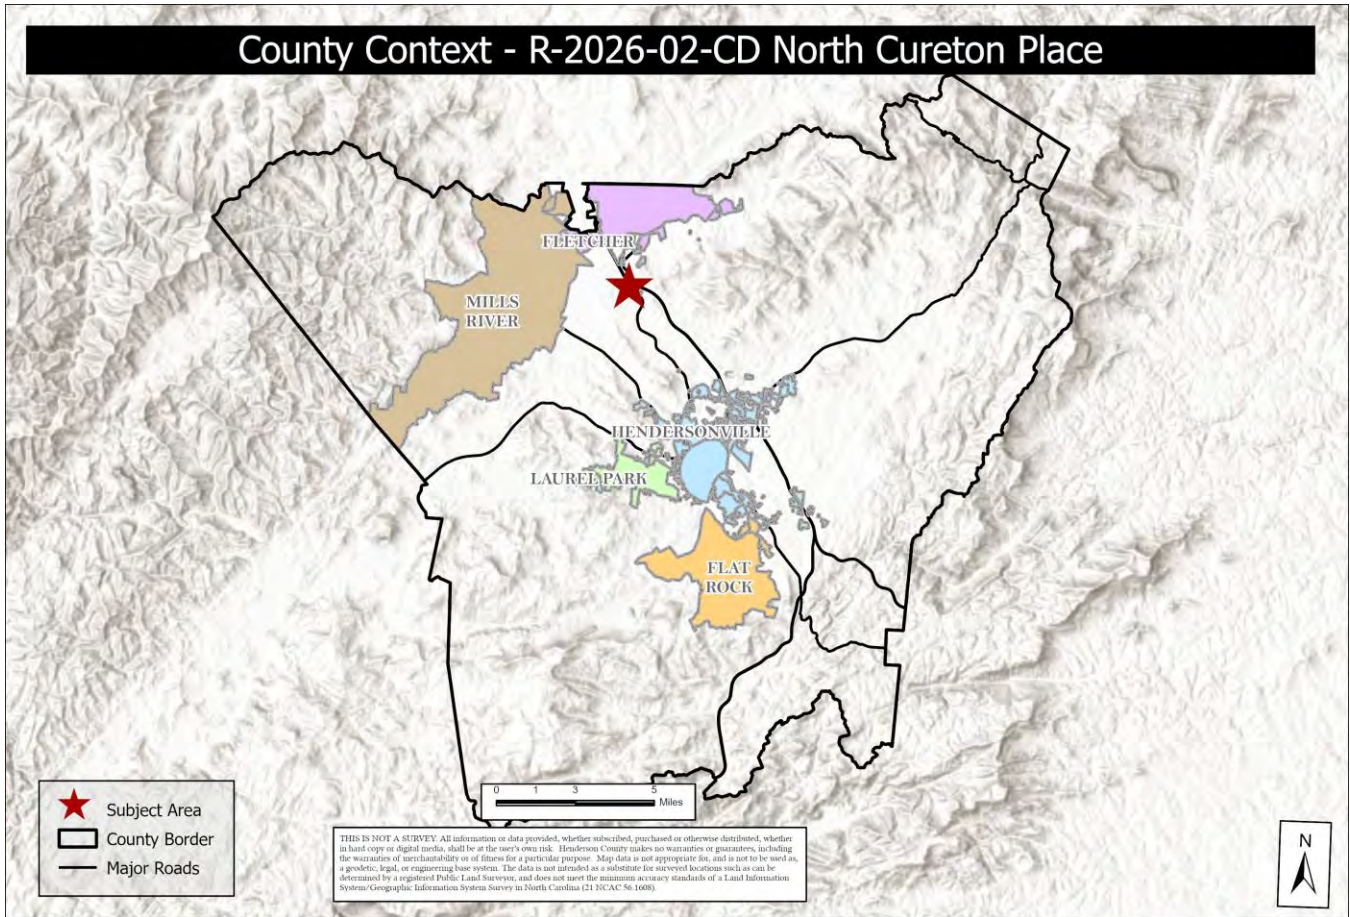 County Context - R-2026-02-CD North Cureton Place
FLETCHER
MILLS
RIVER
HENDERSONVILLE
LAUREL PARK
FLAT
ROCK
Subject Area
County Border
Major Roads
0 1 3 5
Miles
THIS IS NOT A SURVEY. All information or data provided, whether subscribed, purchased or otherwise distributed, whether
in hard copy or digital media, shall be at the user's own risk. Henderson County makes no warranties or guarantees, including
the warranties of merchantability or of fitness for a particular purpose. Map data is not appropriate for, and is not to be used as,
a geodetic, legal, or engineering base system. The data is not intended as a substitute for surveyed locations such as can be
determined by a registered Public Land Surveyor, and does not meet the minimum accuracy standards of a Land Information
System/Geographic Information System Survey in North Carolina (21 NCAC 56.1608).
N